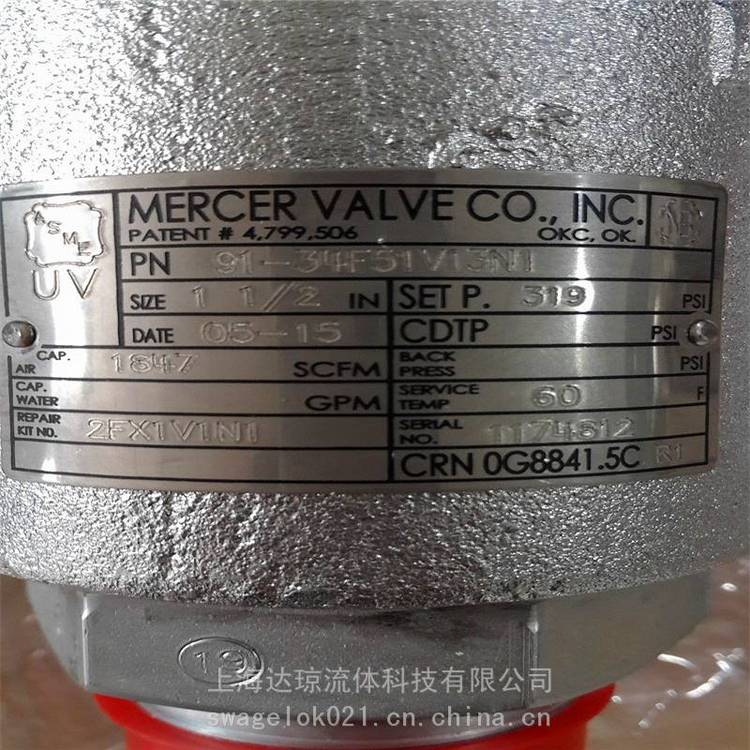 ASME
UV
MERCER VALVE CO., INC.
PATENT # 4,799,506 OKC, OK.
NB
PN 91-34F51V13N1
SIZE 1 1/2 IN SET P. 319 PSI
DATE 05-15 CDTP PSI
CAP. AIR 1847 SCFM BACK PRESS PSI
CAP. WATER GPM SERVICE TEMP 60 F
REPAIR KIT NO. 2FX1V1N1 SERIAL NO. 1174612
CRN 0G8841.5C R1
19
上海达琼流体科技有限公司
swagelok021.cn.china.cn